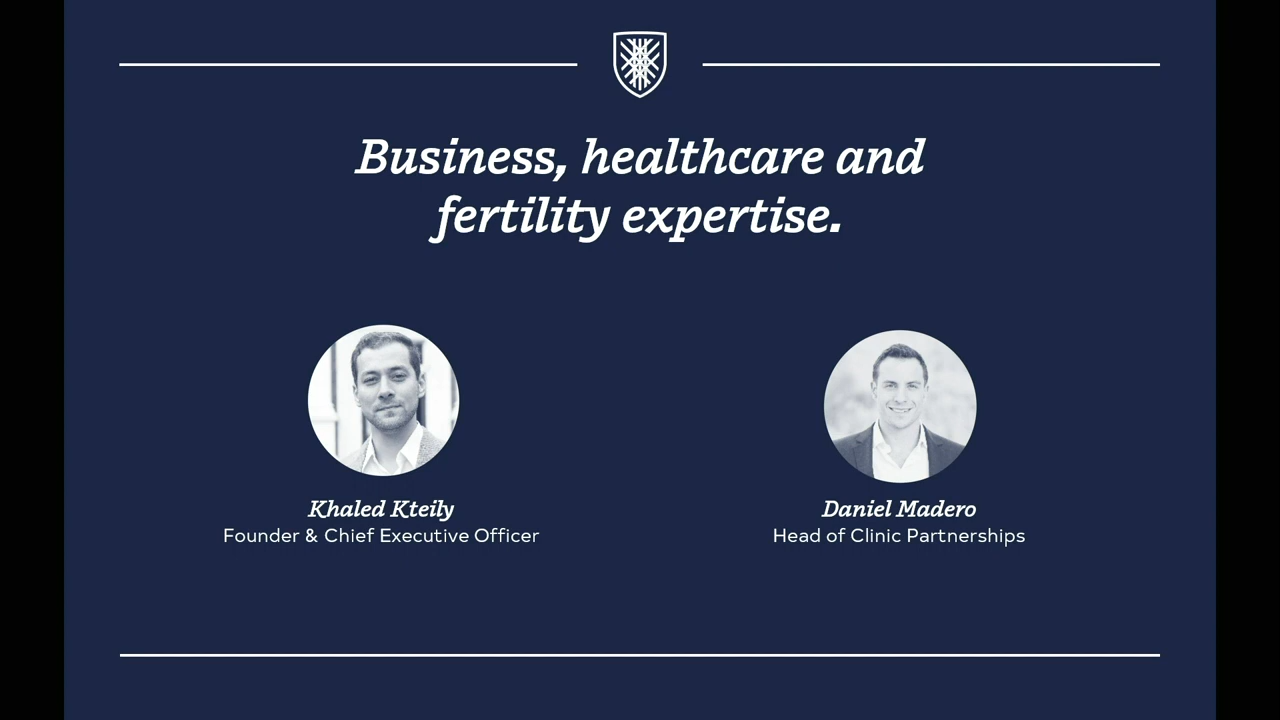 Business, healthcare and
fertility expertise.
Khaled Kteily
Founder & Chief Executive Officer
Daniel Madero
Head of Clinic Partnerships